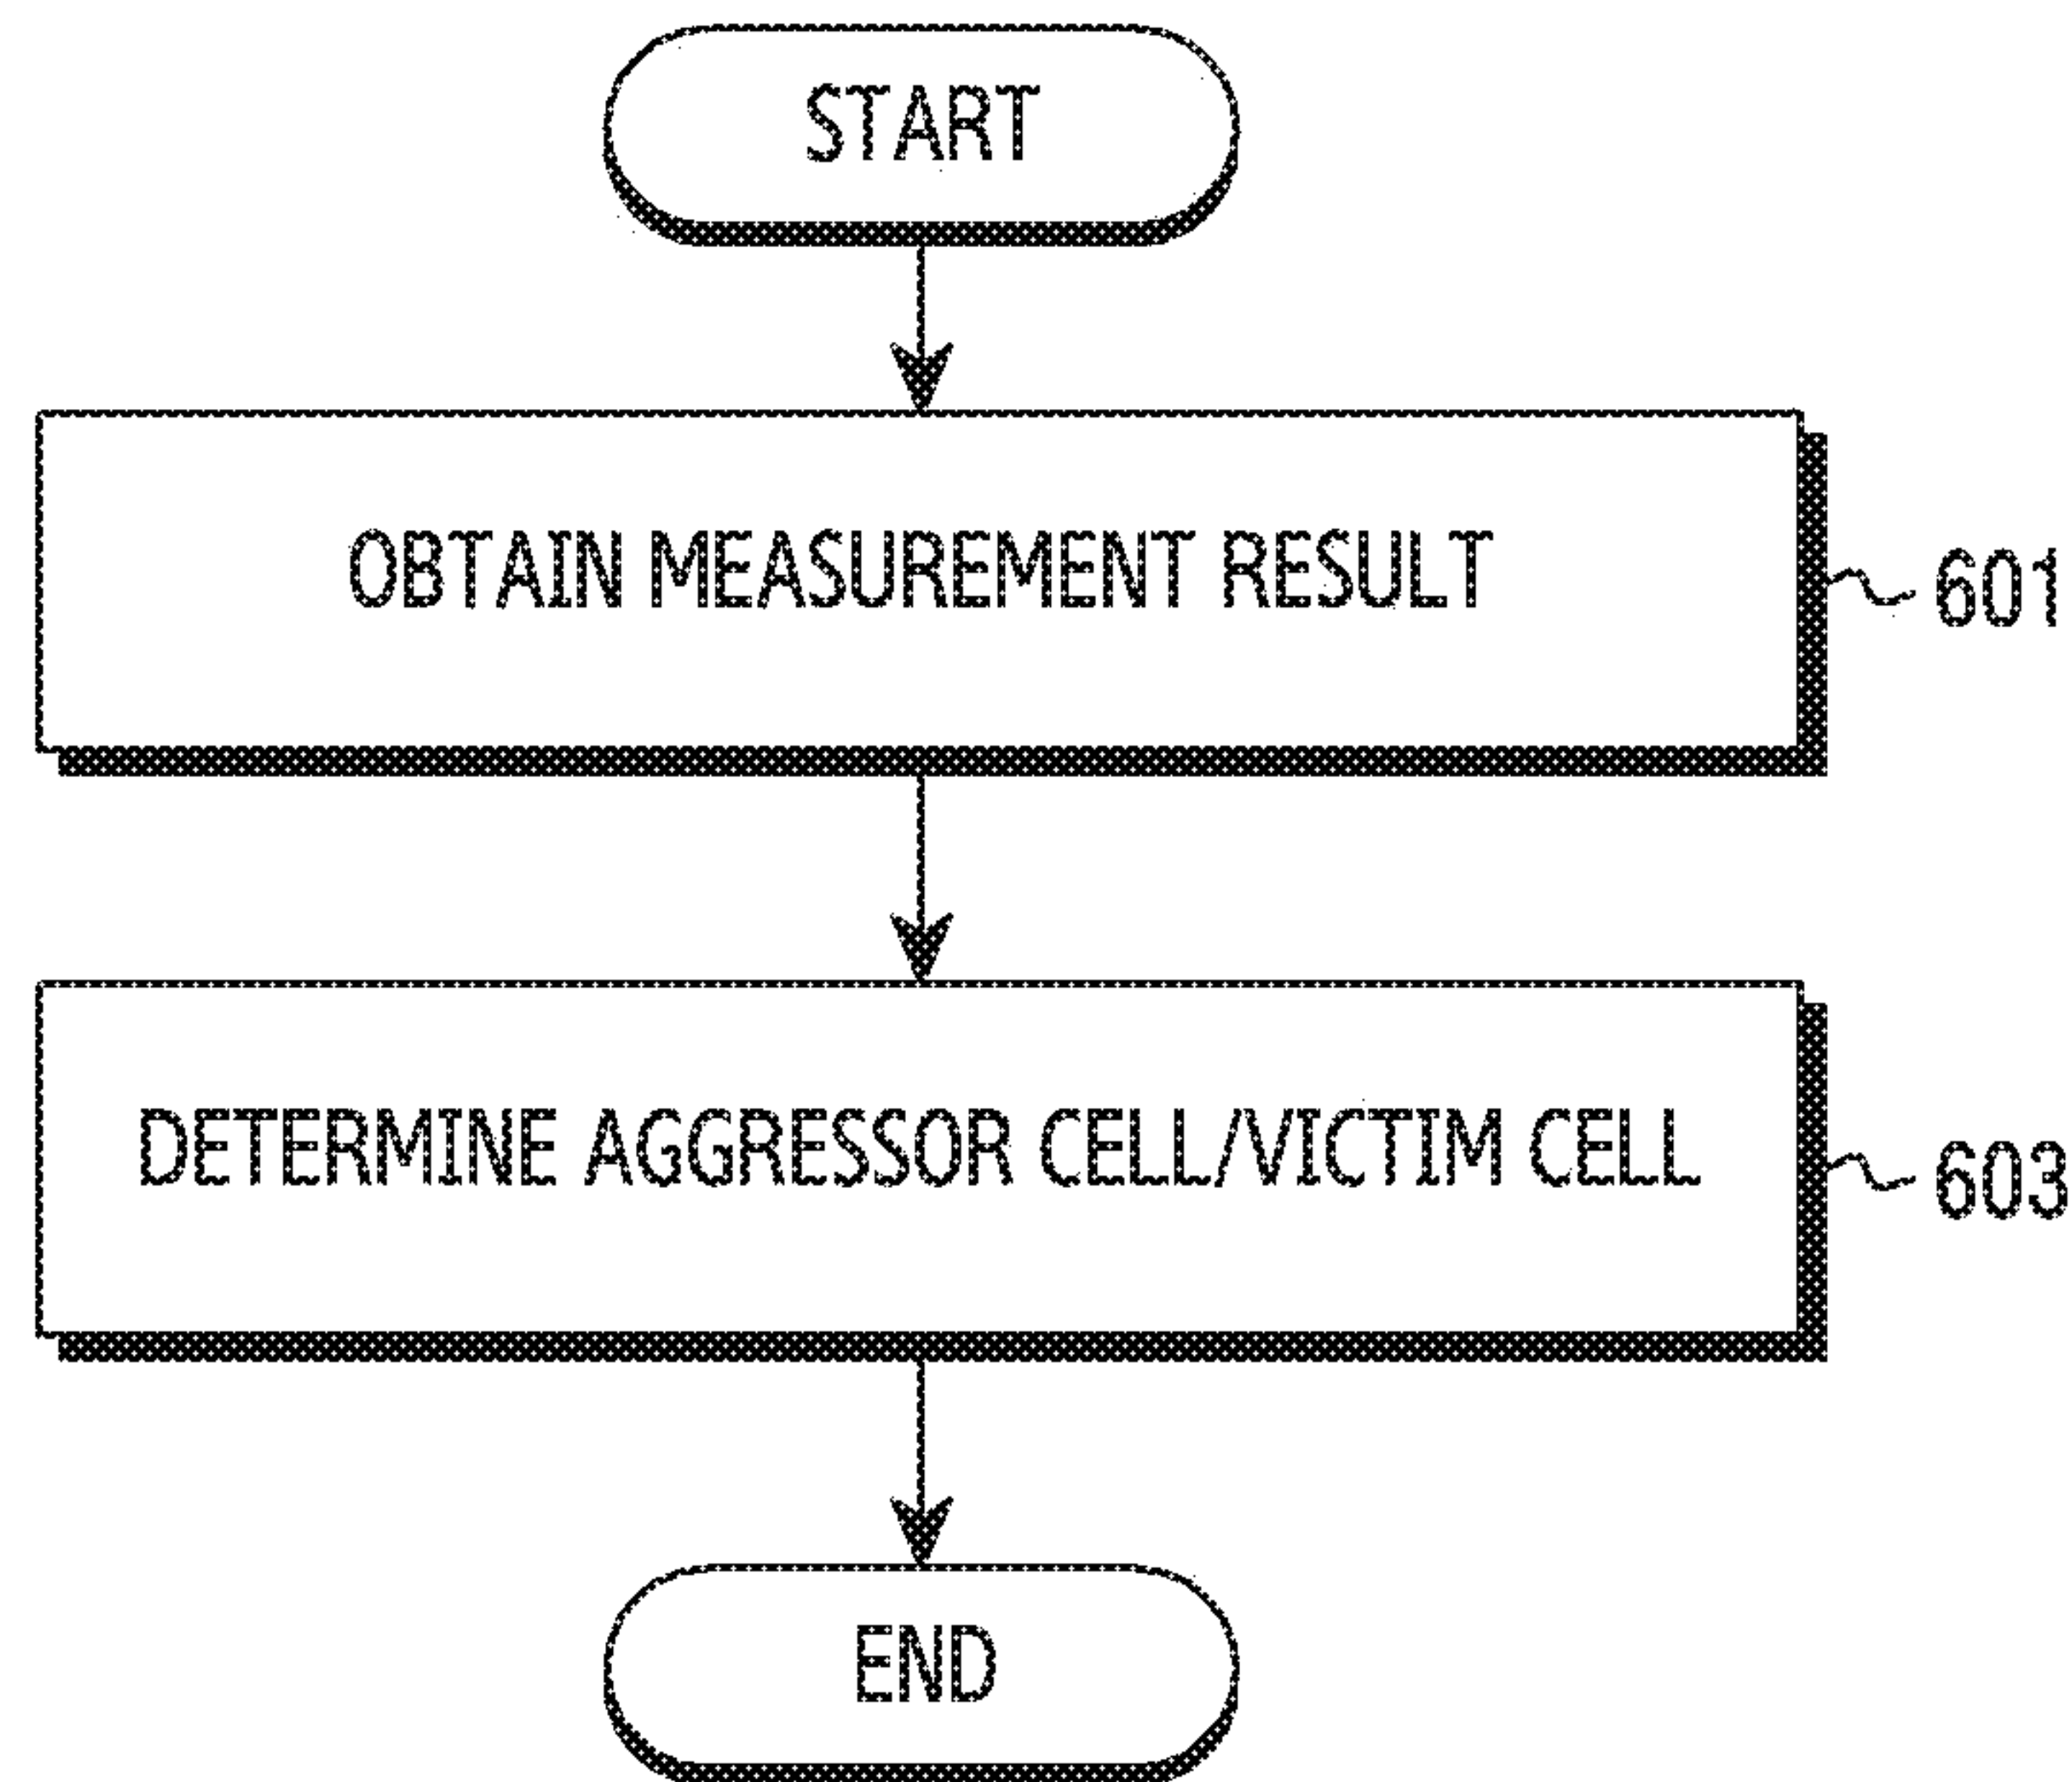 START
OBTAIN MEASUREMENT RESULT
601
DETERMINE AGGRESSOR CELL/VICTIM CELL
603
END